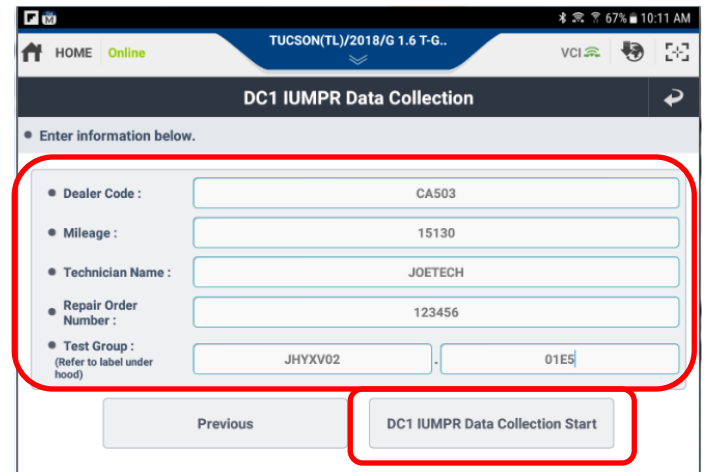 67% 10:11 AM
HOME Online
TUCSON(TL)/2018/G 1.6 T-G..
VCI
DC1 IUMPR Data Collection
Enter information below.
Dealer Code :
CA503
Mileage :
15130
Technician Name :
JOETECH
Repair Order
Number :
123456
Test Group :
(Refer to label under
hood)
JHYXV02 . 01E5
Previous
DC1 IUMPR Data Collection Start